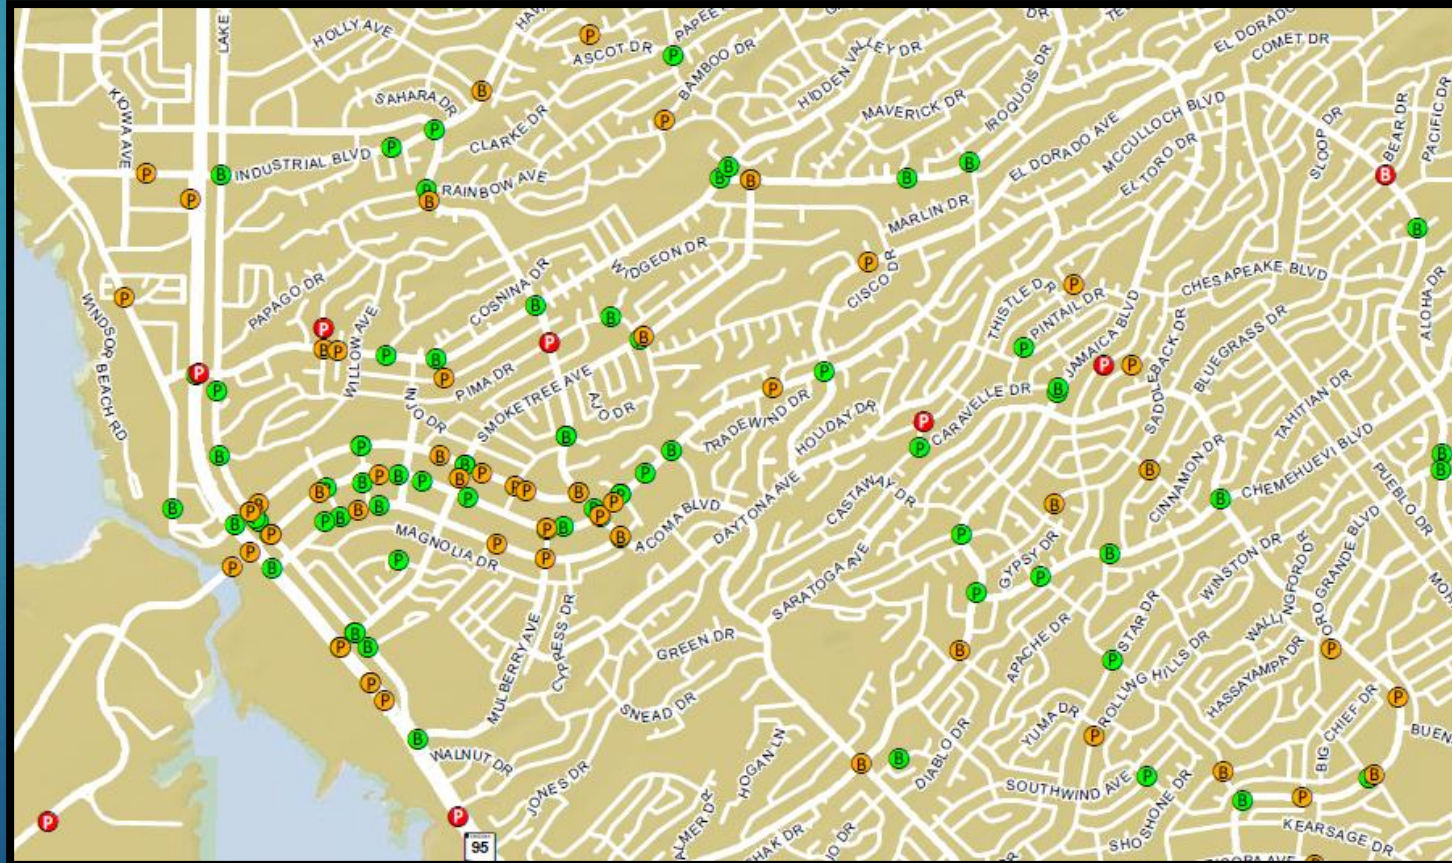 LAKE
HOLLY AVE
ASCOT DR
BAMBOO DR
HIDDEN VALLEY DR
EL DORADO
COMET DR
KIOWA AVE
SAHARA DR
CLARKE DR
MAVERICK DR
IROQUOIS DR
EL DORADO AVE
MCCULLOCH BLVD
SLOOP DR
BEAR DR
PACIFIC DR
INDUSTRIAL BLVD
RAINBOW AVE
EL TORO DR
MARLIN DR
WINDSOR BEACH RD
PAPAGO DR
COSNINA DR
WIDGEON DR
CISCO DR
THISTLE DR
PINTAIL DR
CHESAPEAKE BLVD
ALOHA DR
WILLOW AVE
PIMA DR
SMOKETREE AVE
AJO DR
JAMAICA BLVD
SADDLEBACK DR
BLUEGRASS DR
INJO DR
TRADEWIND DR
HOLIDAY DR
CARAVELLE DR
TAHITIAN DR
CINNAMON DR
CHEMEHUEVI BLVD
PUEBLO DR
MAGNOLIA DR
ACOMA BLVD
DAYTONA AVE
CASTAWAY DR
GYPSY DR
WINSTON DR
WALLINGFORD DR
ORO GRANDE BLVD
SARATOGA AVE
CYPRESS DR
MULBERRY AVE
GREEN DR
APACHE DR
STAR DR
ROLLING HILLS DR
HASSAYAMPA DR
SNEAD DR
YUMA DR
BIG CHIEF DR
WALNUT DR
JONES DR
HOGAN LN
DIABLO DR
SOUTHWIND AVE
SHOSHONE DR
KEARSAGE DR
95